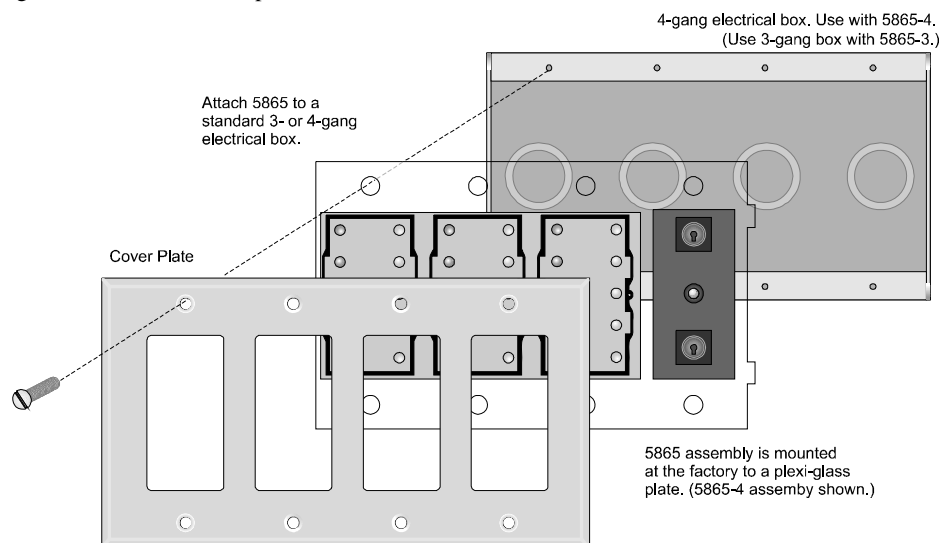 4-gang electrical box. Use with 5865-4.
(Use 3-gang box with 5865-3.)
Attach 5865 to a
standard 3- or 4-gang
electrical box.
Cover Plate
5865 assembly is mounted
at the factory to a plexi-glass
plate. (5865-4 assemby shown.)